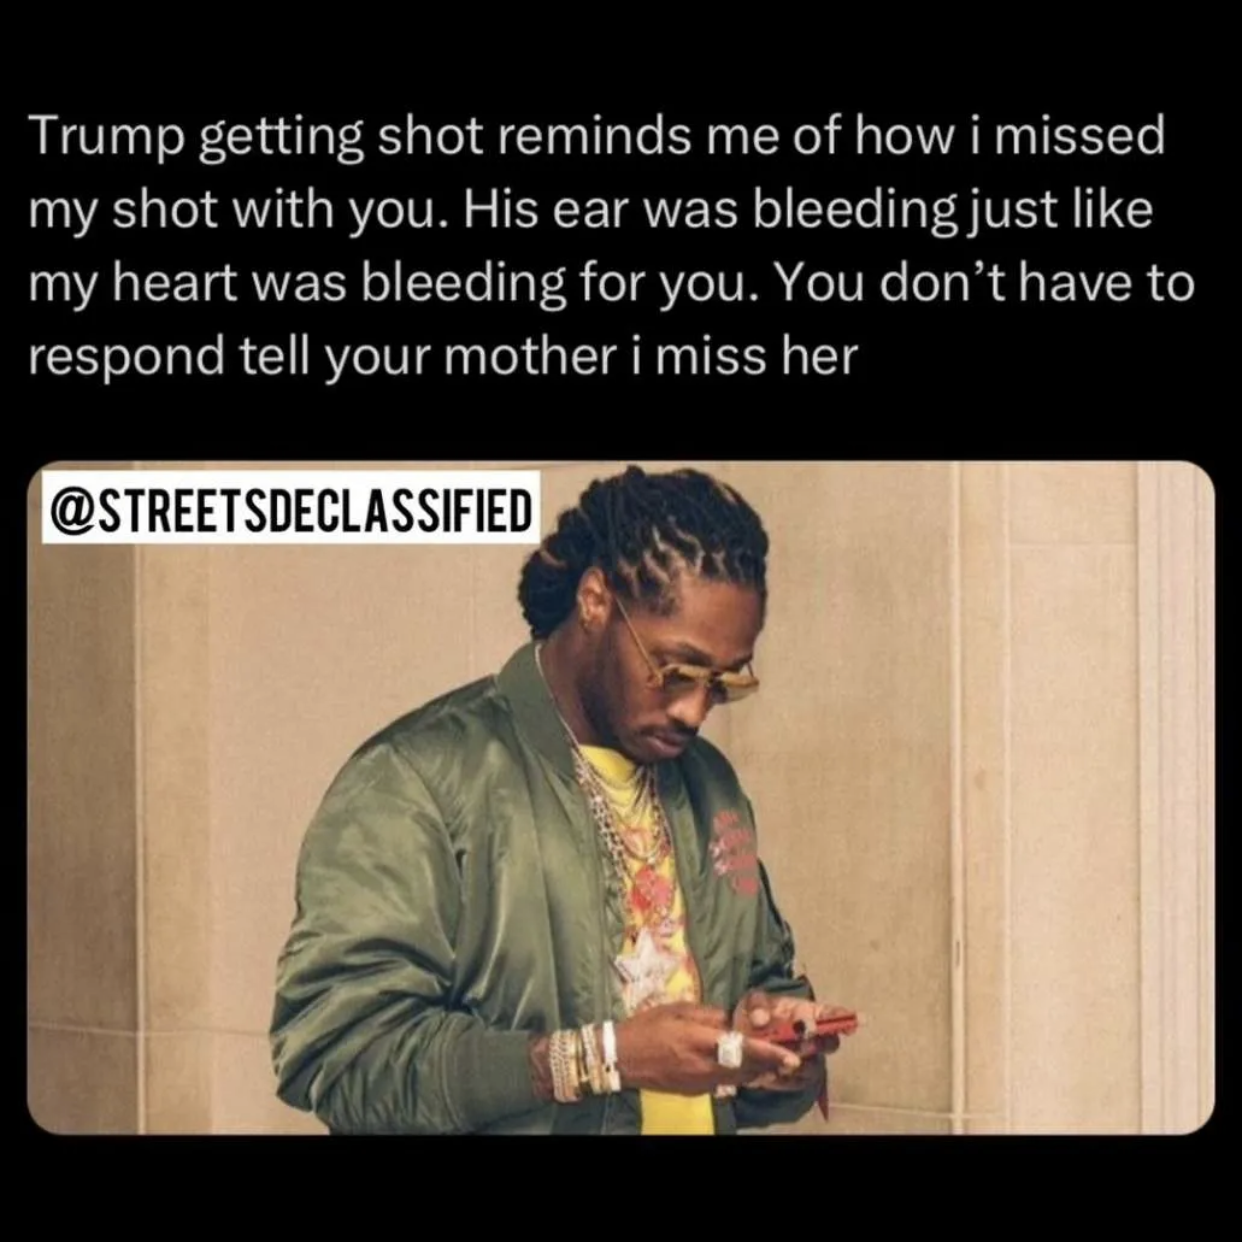 Trump getting shot reminds me of how i missed
my shot with you. His ear was bleeding just like
my heart was bleeding for you. You don’t have to
respond tell your mother i miss her
@STREETSDECLASSIFIED